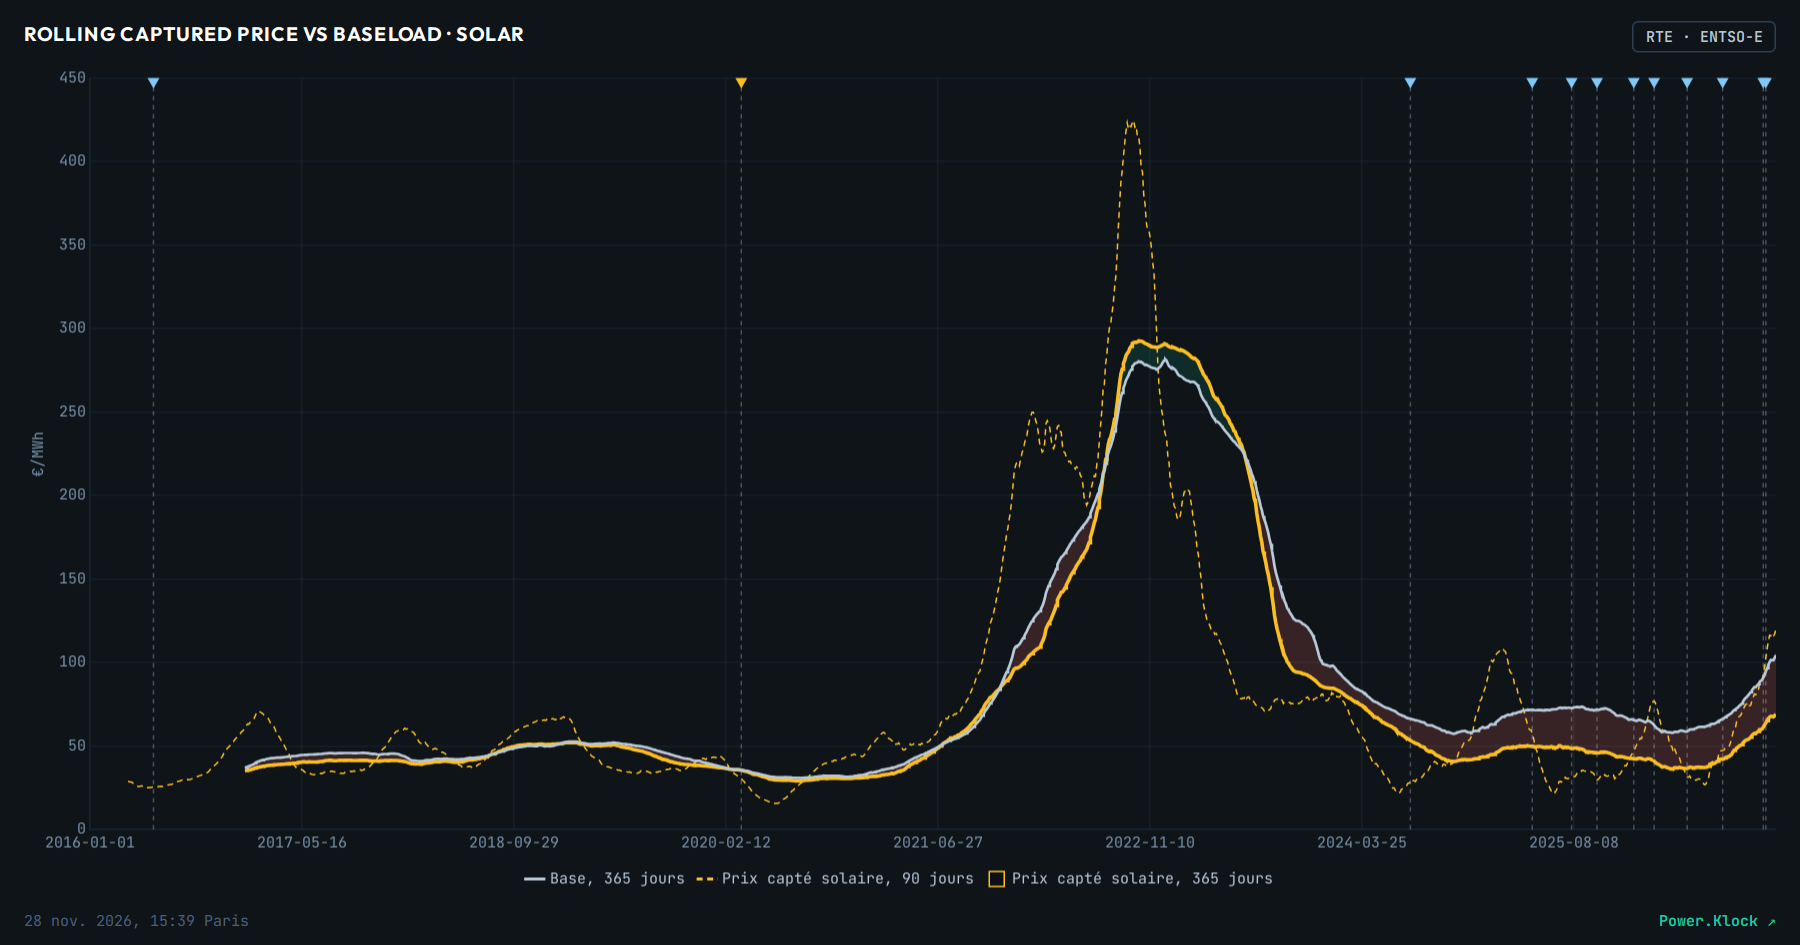 ROLLING CAPTURED PRICE VS BASELOAD · SOLAR
RTE · ENTSO-E
450
400
350
300
250
200
150
100
50
0
€/MWh
2016-01-01 2017-05-16 2018-09-29 2020-02-12 2021-06-27 2022-11-10 2024-03-25 2025-08-08
Base, 365 jours Prix capté solaire, 90 jours Prix capté solaire, 365 jours
28 nov. 2026, 15:39 Paris
Power.Klock ↗